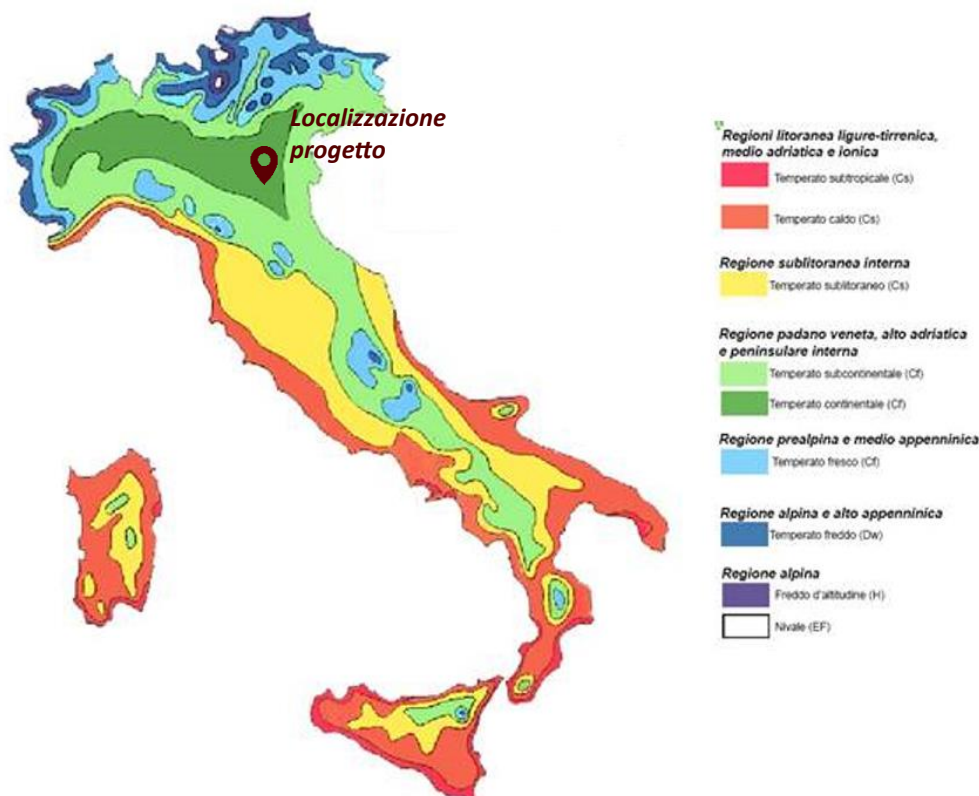 Localizzazione
progetto
Regioni litoranea ligure-tirrenica,
medio adriatica e ionica
Temperato subtropicale (Cs)
Temperato caldo (Cs)
Regione sublitoranea interna
Temperato sublitoraneo (Cs)
Regione padano veneta, alto adriatica
e peninsulare interna
Temperato subcontinentale (Cf)
Temperato continentale (Cf)
Regione prealpina e medio appenninica
Temperato fresco (Cf)
Regione alpina e alto appenninica
Temperato freddo (Dw)
Regione alpina
Freddo d'altitudine (H)
Nivale (EF)